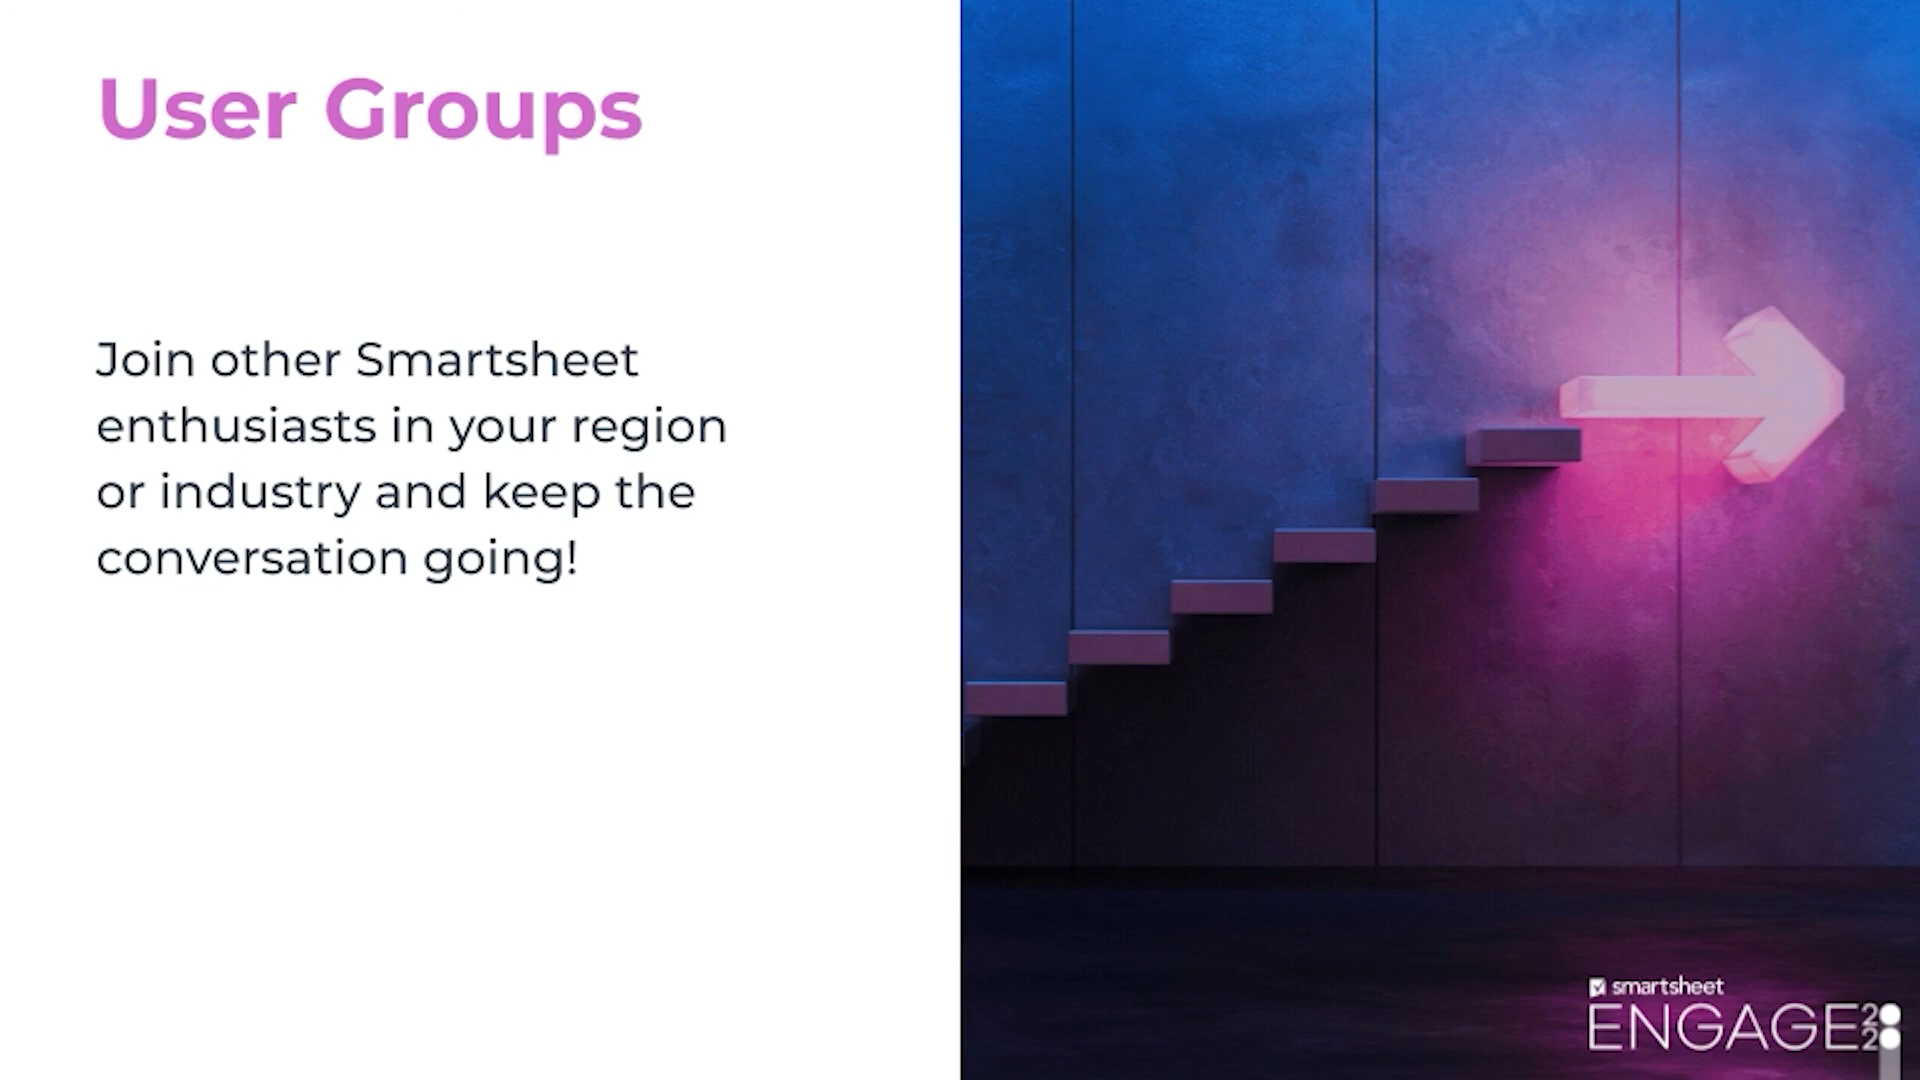 User Groups
Join other Smartsheet
enthusiasts in your region
or industry and keep the
conversation going!
smartsheet
ENGAGE